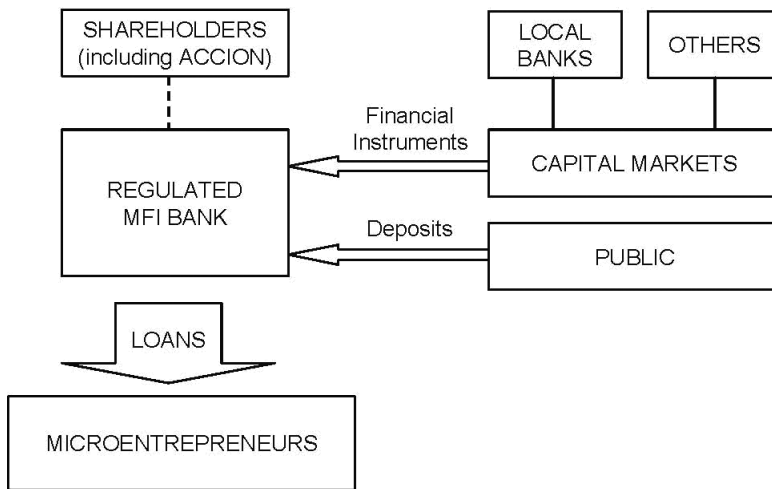 SHAREHOLDERS
(including ACCION)
LOCAL
BANKS
OTHERS
Financial
Instruments
REGULATED
MFI BANK
CAPITAL MARKETS
Deposits
PUBLIC
LOANS
MICROENTREPRENEURS